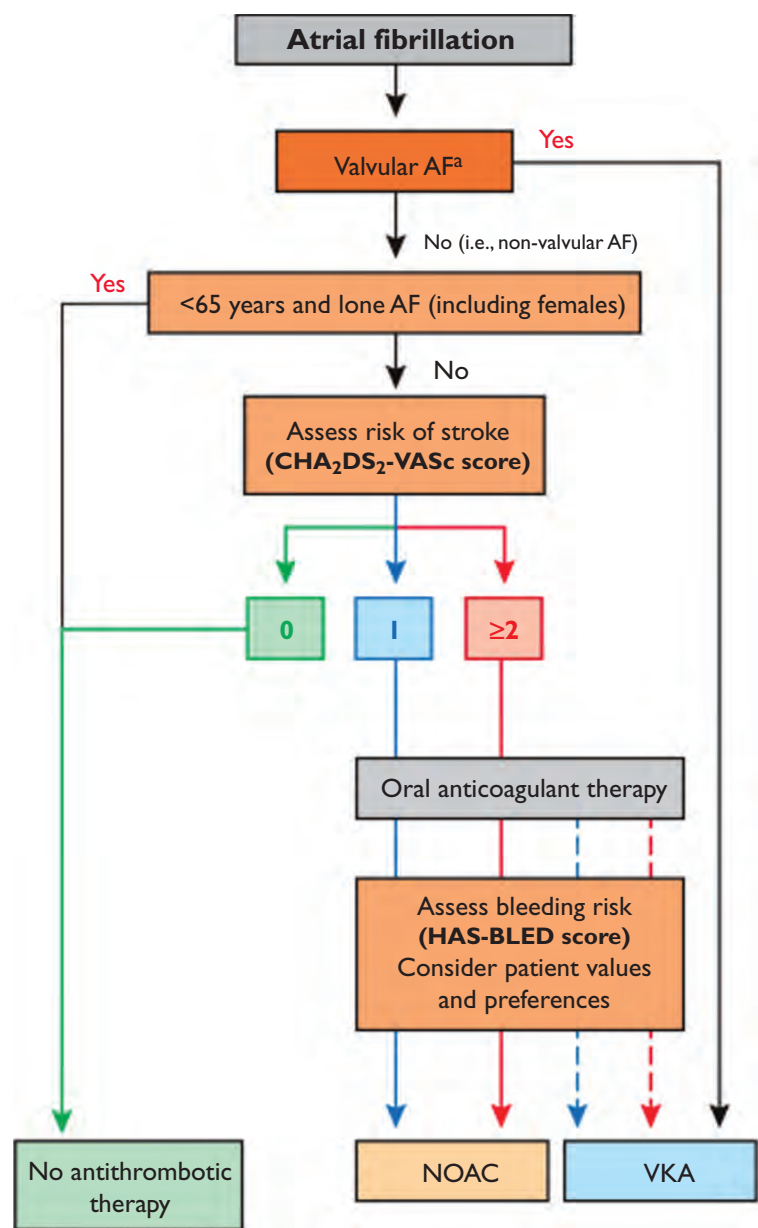 Atrial fibrillation
Yes
Valvular AFᵃ
No (i.e., non-valvular AF)
Yes
<65 years and lone AF (including females)
No
Assess risk of stroke
(CHA₂DS₂-VASc score)
0
1
≥2
Oral anticoagulant therapy
Assess bleeding risk
(HAS-BLED score)
Consider patient values
and preferences
No antithrombotic
therapy
NOAC
VKA